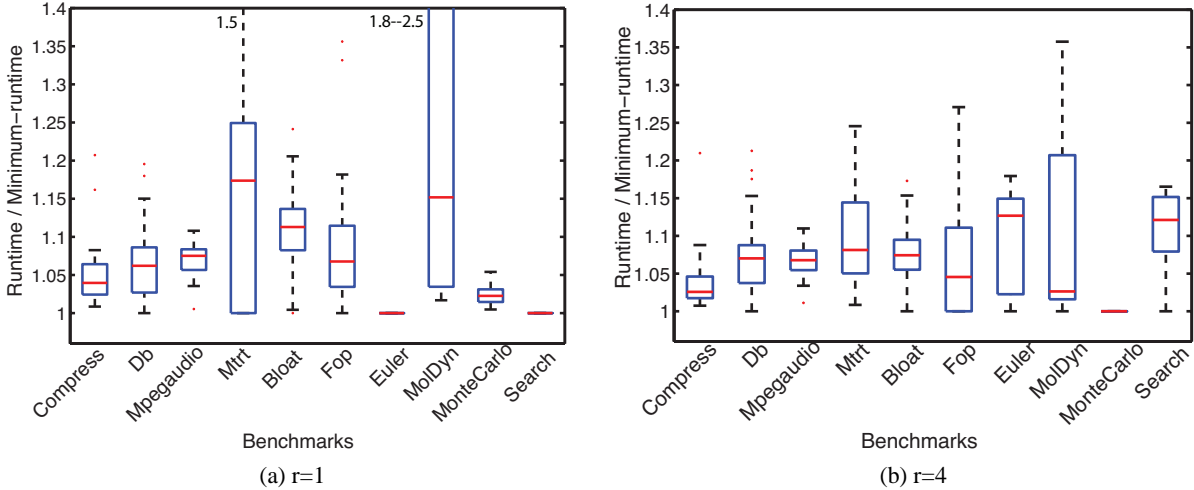 1.5
1.8--2.5
Runtime / Minimum-runtime
1.4
1.35
1.3
1.25
1.2
1.15
1.1
1.05
1
Compress
Db
Mpegaudio
Mtrt
Bloat
Fop
Euler
MolDyn
MonteCarlo
Search
Benchmarks
(a) r=1
Runtime / Minimum-runtime
1.4
1.35
1.3
1.25
1.2
1.15
1.1
1.05
1
Compress
Db
Mpegaudio
Mtrt
Bloat
Fop
Euler
MolDyn
MonteCarlo
Search
Benchmarks
(b) r=4